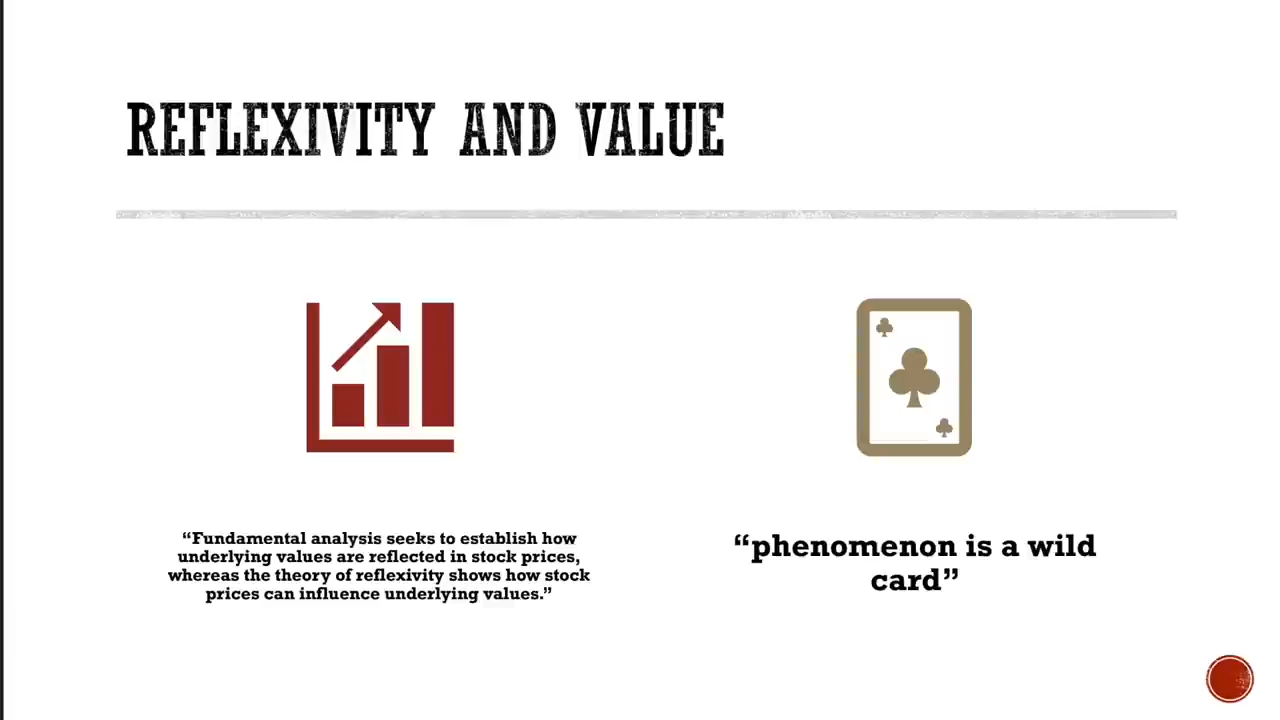 REFLEXIVITY AND VALUE
“Fundamental analysis seeks to establish how
underlying values are reflected in stock prices,
whereas the theory of reflexivity shows how stock
prices can influence underlying values.”
“phenomenon is a wild
card”